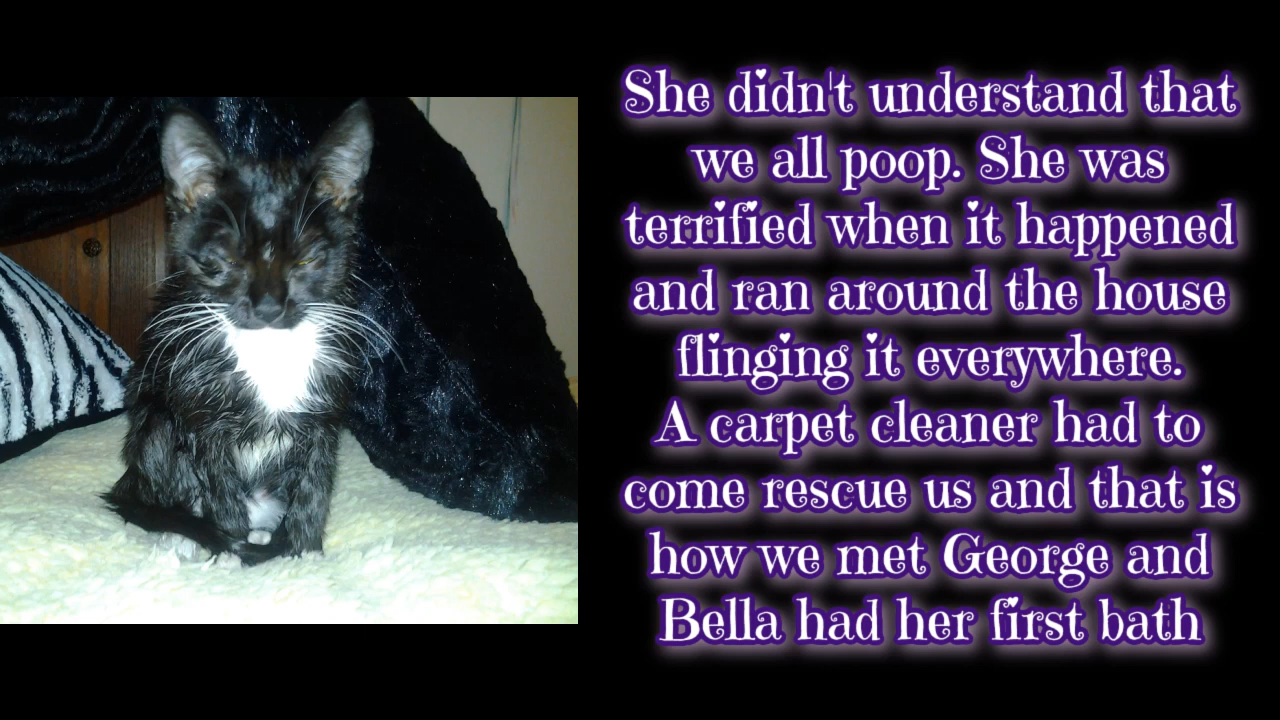 She didn't understand that
we all poop. She was
terrified when it happened
and ran around the house
flinging it everywhere.
A carpet cleaner had to
come rescue us and that is
how we met George and
Bella had her first bath